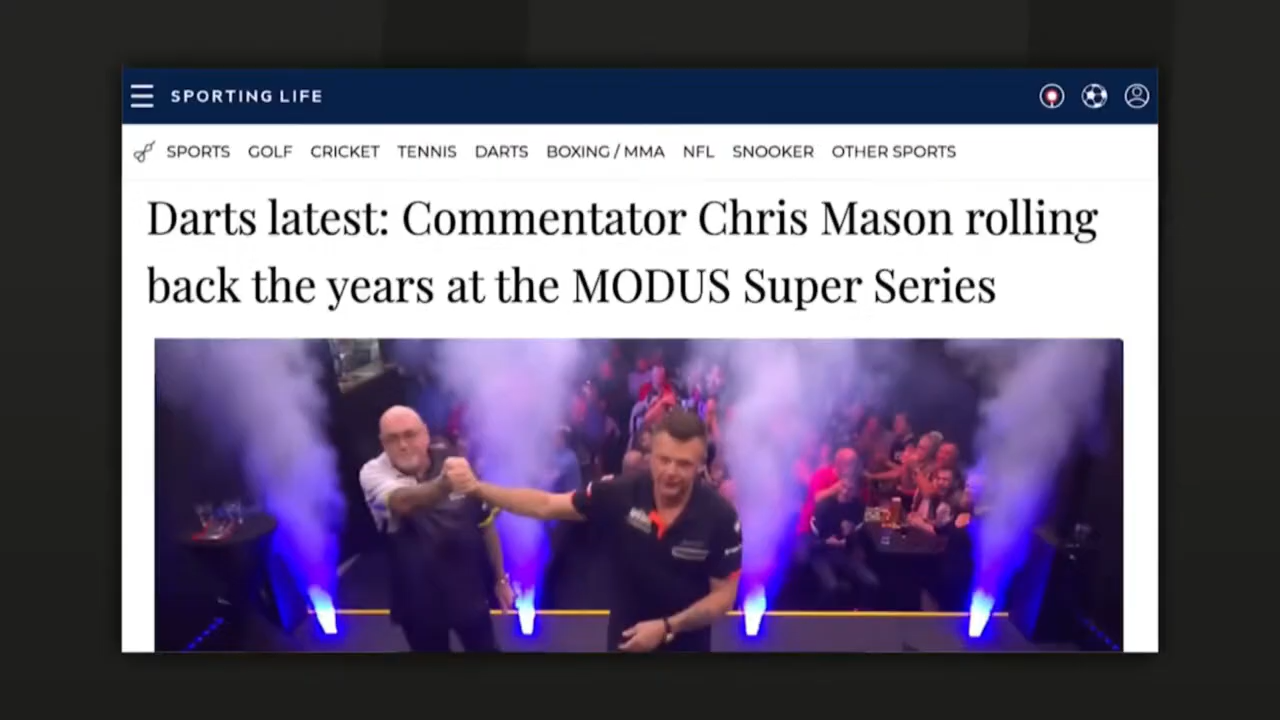 SPORTING LIFE
SPORTS GOLF CRICKET TENNIS DARTS BOXING / MMA NFL SNOOKER OTHER SPORTS
Darts latest: Commentator Chris Mason rolling
back the years at the MODUS Super Series